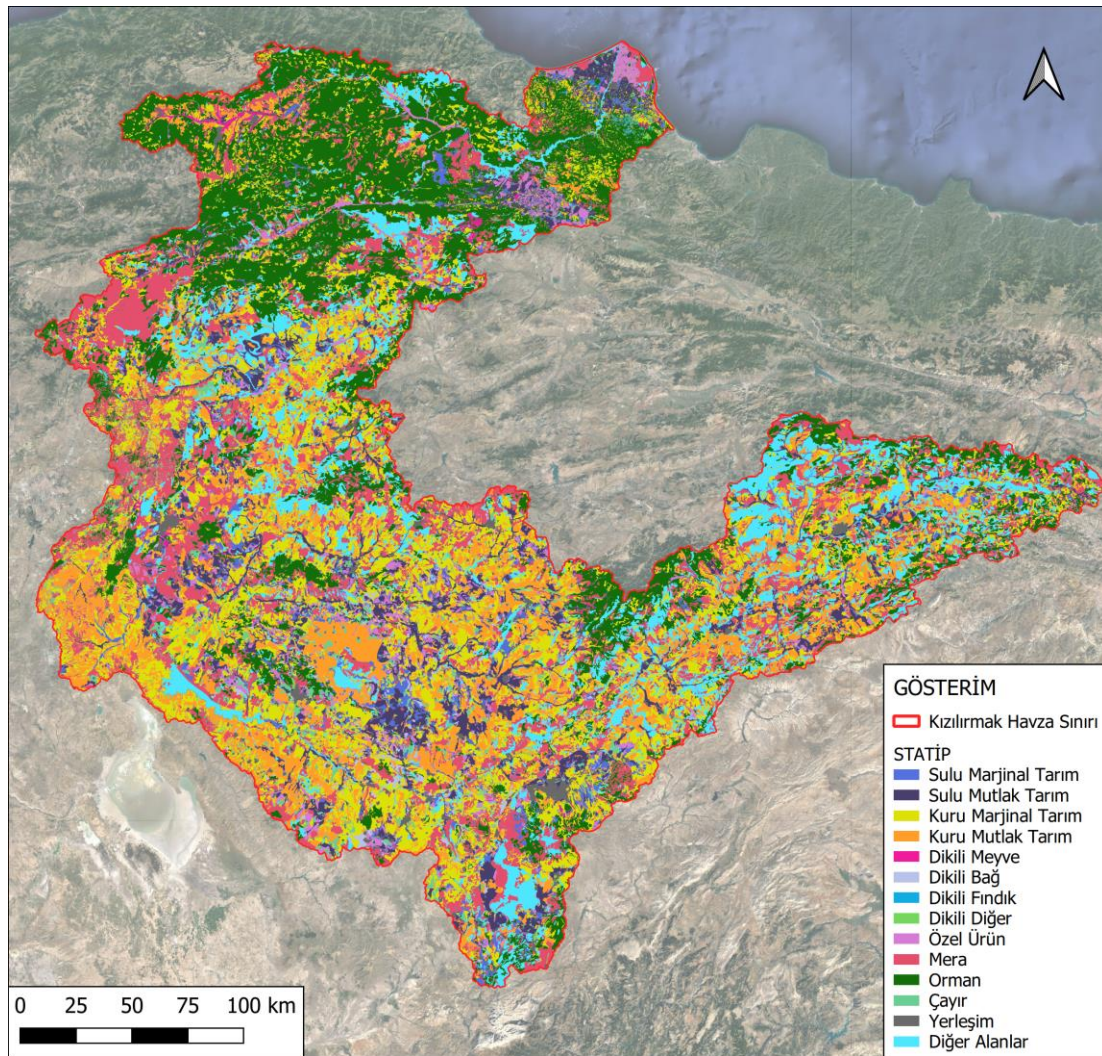 GÖSTERİM
Kızılırmak Havza Sınırı
STATİP
Sulu Marjinal Tarım
Sulu Mutlak Tarım
Kuru Marjinal Tarım
Kuru Mutlak Tarım
Dikili Meyve
Dikili Bağ
Dikili Fındık
Dikili Diğer
Özel Ürün
Mera
Orman
Çayır
Yerleşim
Diğer Alanlar
0 25 50 75 100 km